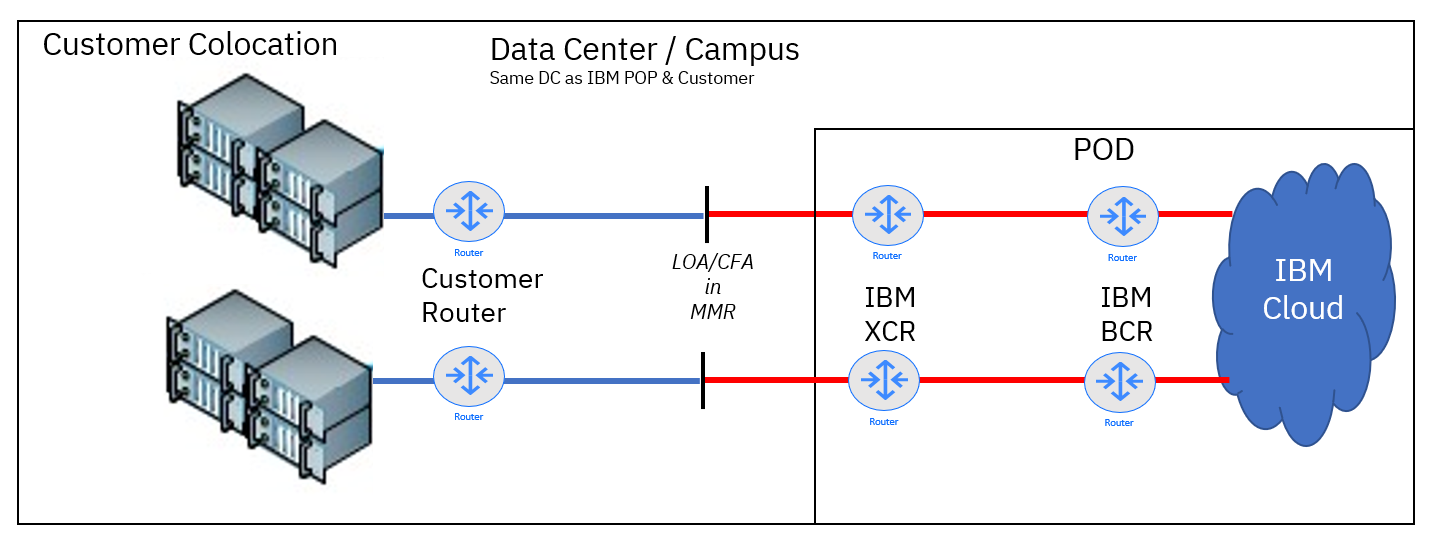 Customer Colocation
Data Center / Campus
Same DC as IBM POP & Customer
POD
Router
Router
Router
Customer
Router
LOA/CFA
in
MMR
IBM
XCR
IBM
BCR
IBM
Cloud
Router
Router
Router